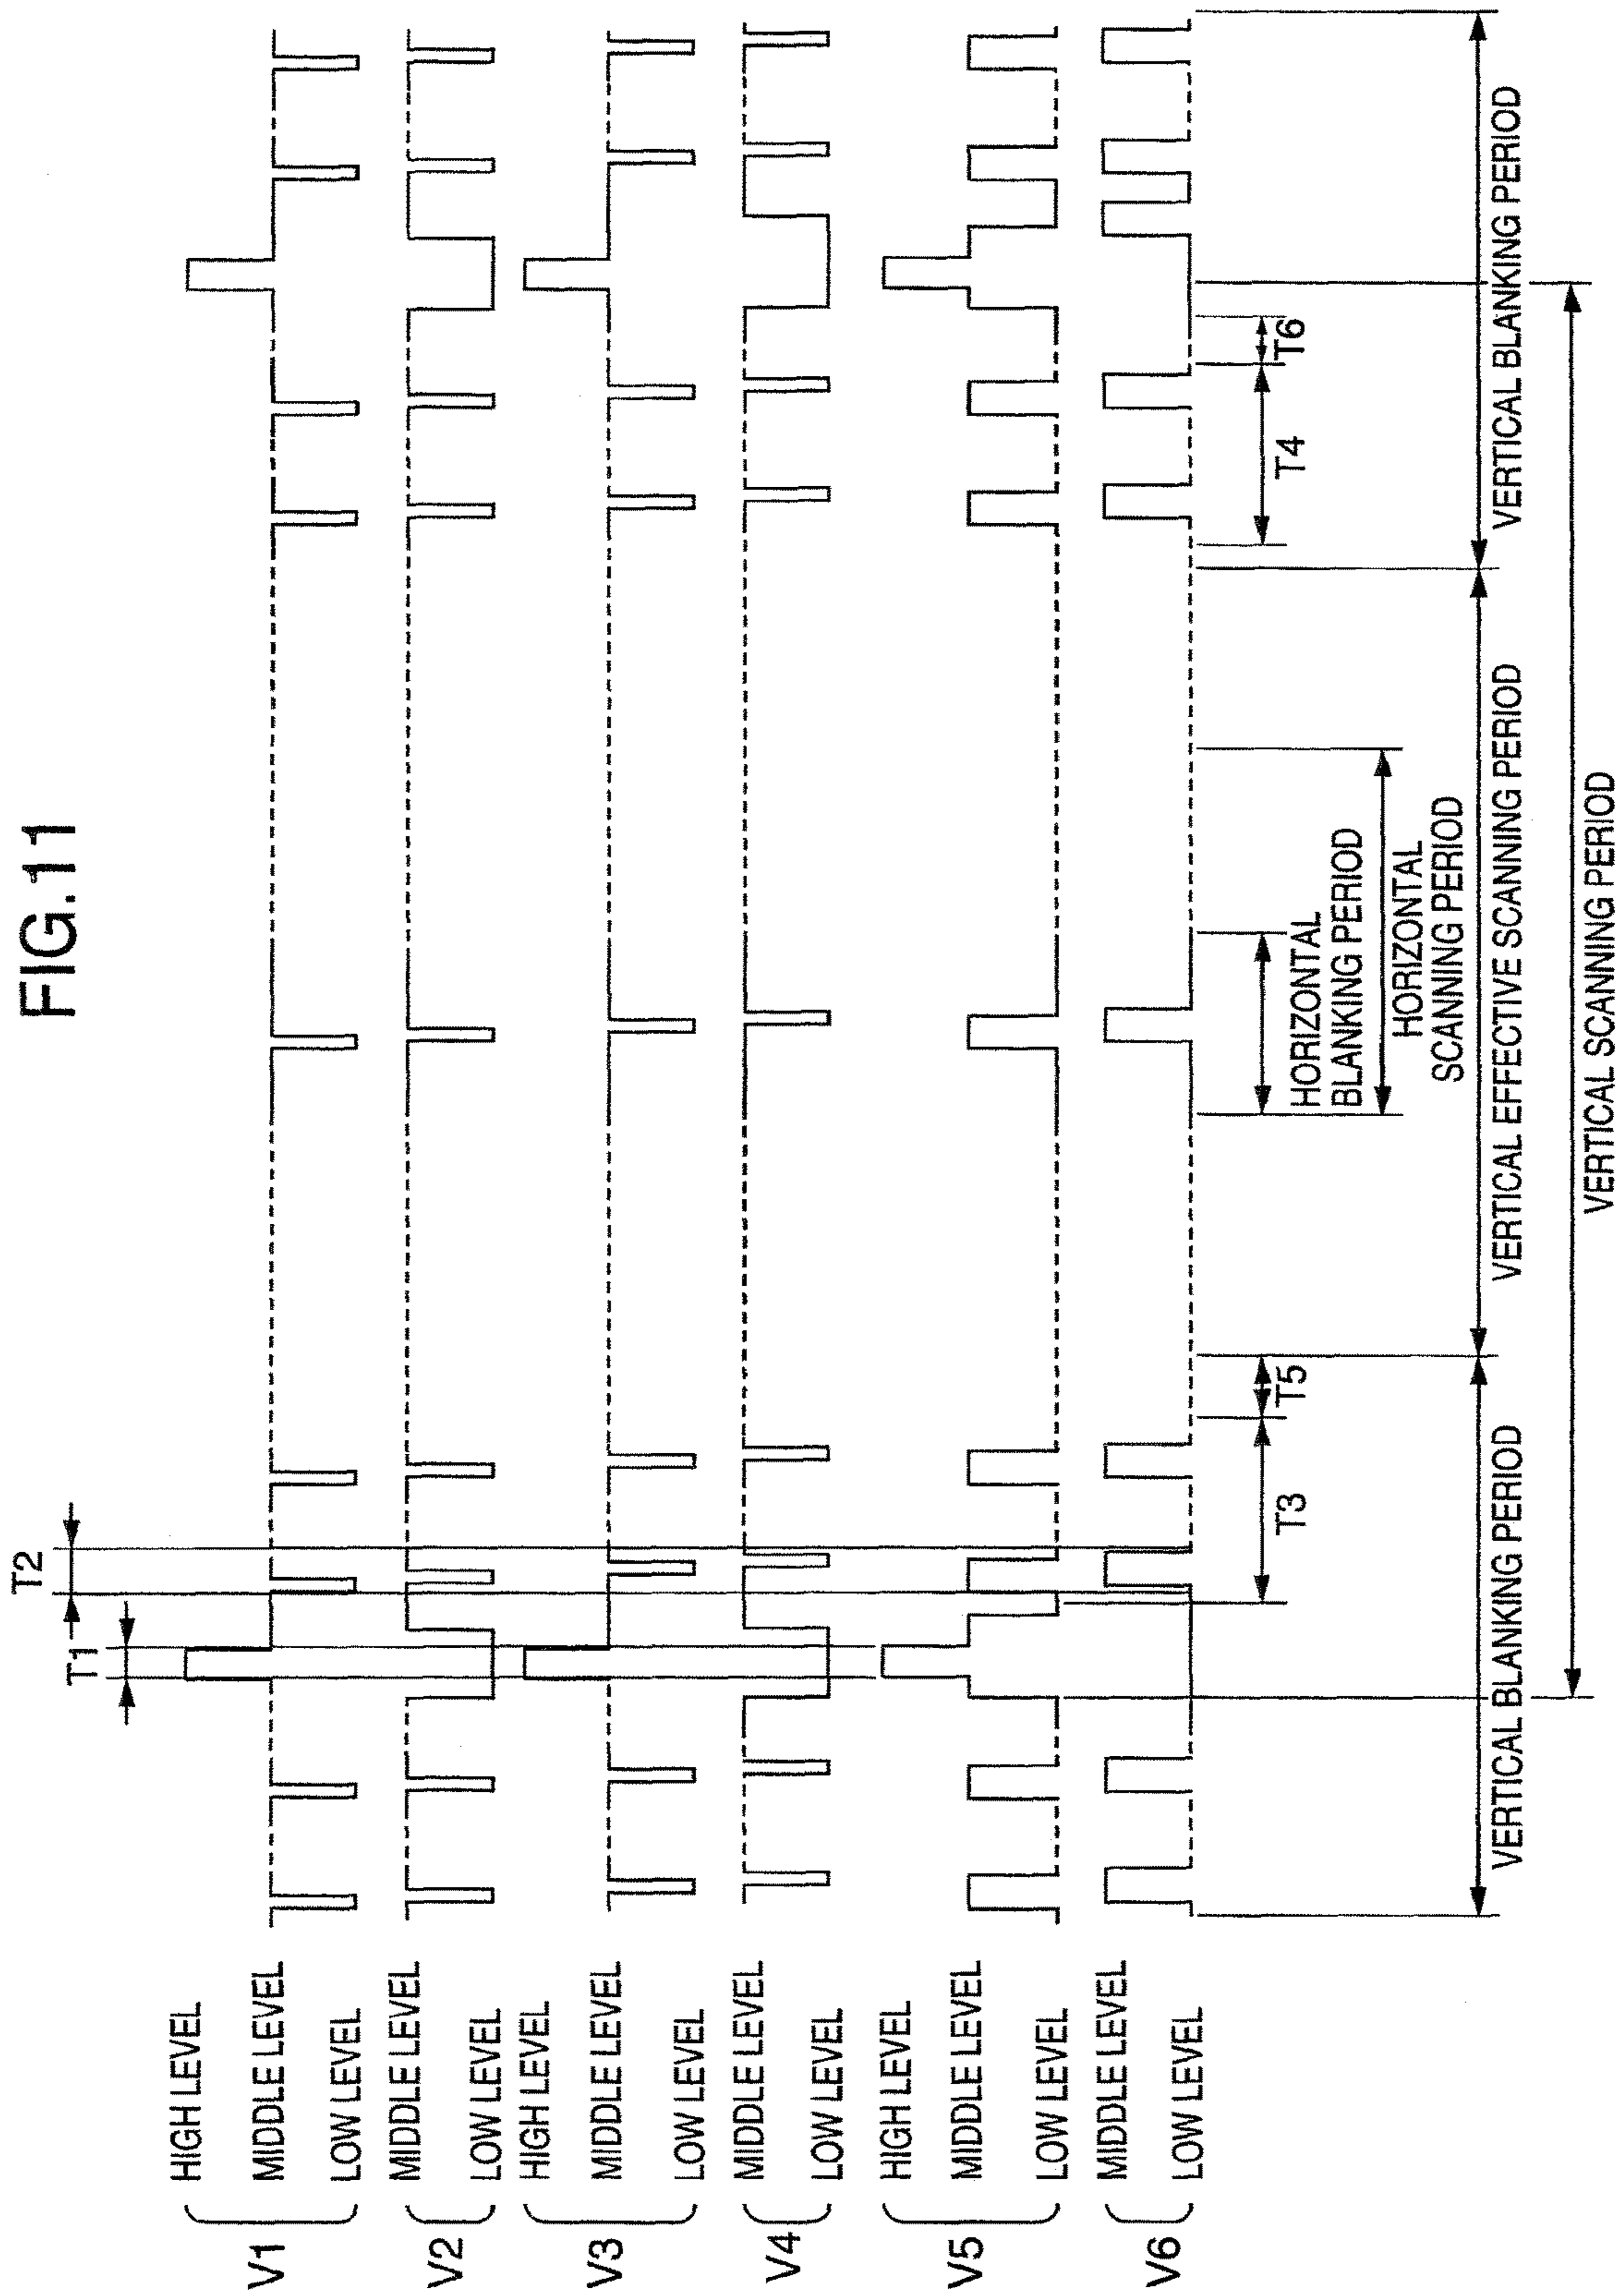 FIG.11
T1
T2
V1
HIGH LEVEL
MIDDLE LEVEL
LOW LEVEL
V2
MIDDLE LEVEL
LOW LEVEL
V3
HIGH LEVEL
MIDDLE LEVEL
LOW LEVEL
V4
MIDDLE LEVEL
LOW LEVEL
V5
HIGH LEVEL
MIDDLE LEVEL
LOW LEVEL
V6
MIDDLE LEVEL
LOW LEVEL
T3
T5
HORIZONTAL
BLANKING PERIOD
HORIZONTAL
SCANNING PERIOD
T4
T6
VERTICAL BLANKING PERIOD
VERTICAL EFFECTIVE SCANNING PERIOD
VERTICAL BLANKING PERIOD
VERTICAL SCANNING PERIOD